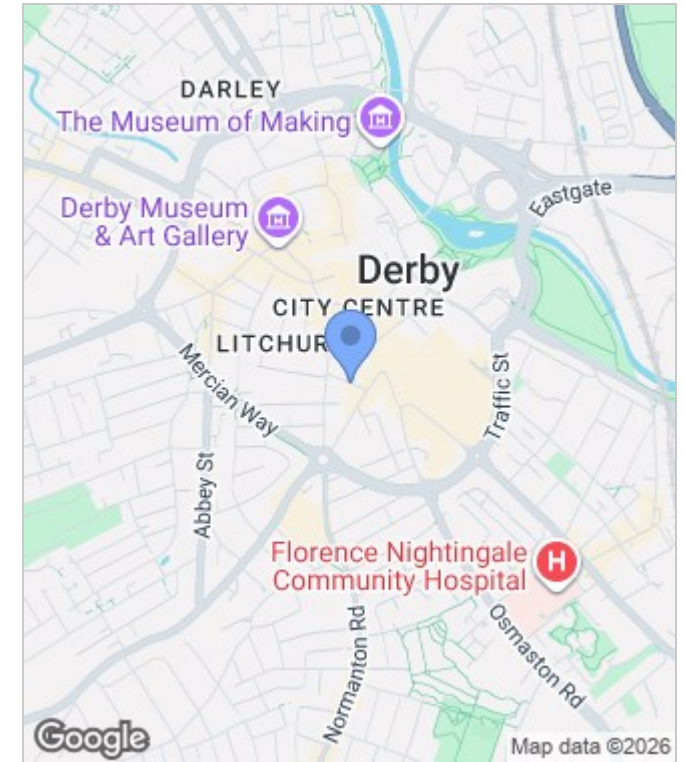 DARLEY
The Museum of Making
Derby Museum
& Art Gallery
Eastgate
Derby
CITY CENTRE
LITCHUR
Mercian Way
Traffic St
Abbey St
Florence Nightingale
Community Hospital
H
Osmaston Rd
Normanton Rd
Google
Map data ©2026